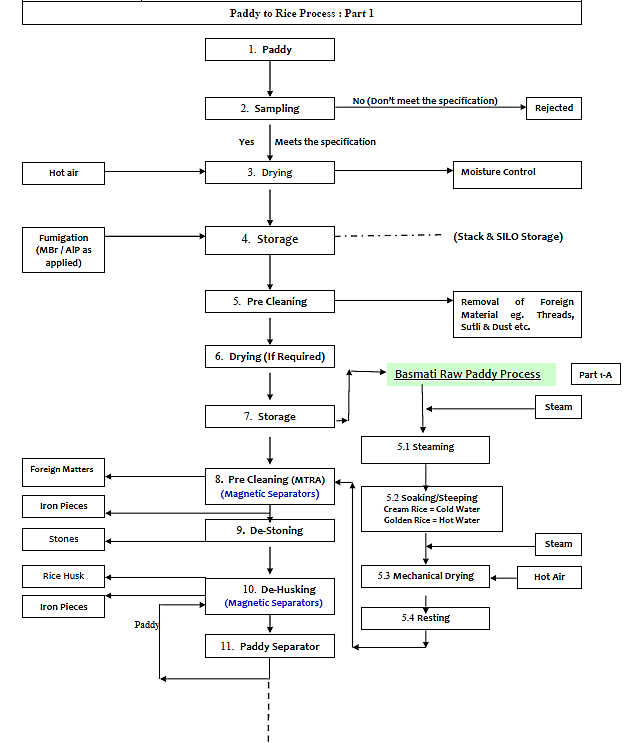 Paddy to Rice Process : Part 1
1. Paddy
2. Sampling
No (Don't meet the specification)
Rejected
Yes
Meets the specification
Hot air
3. Drying
Moisture Control
Fumigation
(MBr / AlP as
applied)
4. Storage
(Stack & SILO Storage)
5. Pre Cleaning
Removal of Foreign
Material eg. Threads,
Sutli & Dust etc.
6. Drying (If Required)
7. Storage
Basmati Raw Paddy Process
Part 1-A
Steam
5.1 Steaming
Foreign Matters
8. Pre Cleaning (MTRA)
(Magnetic Separators)
Iron Pieces
5.2 Soaking/Steeping
Cream Rice = Cold Water
Golden Rice = Hot Water
Stones
9. De-Stoning
Steam
Rice Husk
10. De-Husking
(Magnetic Separators)
Iron Pieces
5.3 Mechanical Drying
Hot Air
5.4 Resting
Paddy
11. Paddy Separator